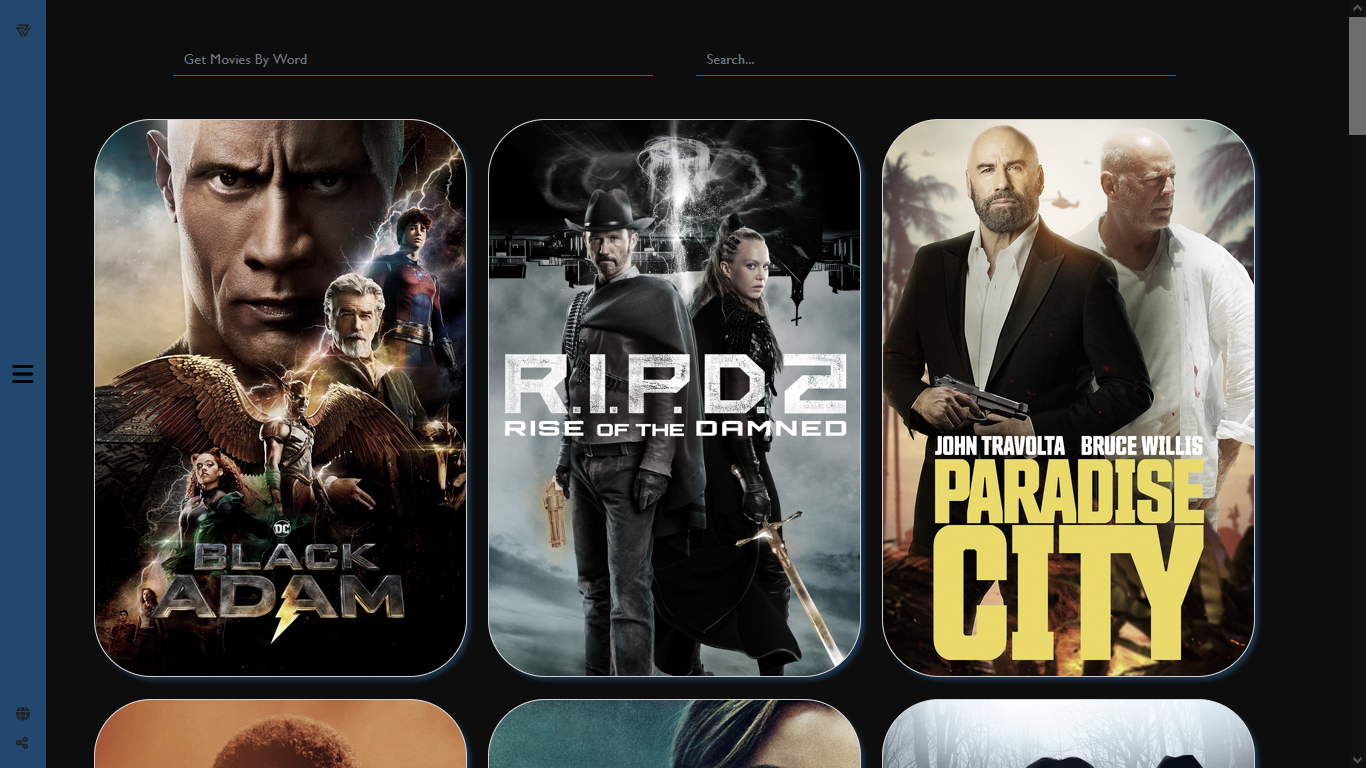 Get Movies By Word
Search...
DC
BLACK
ADAM
R.I.P.D.2
RISE OF THE DAMNED
JOHN TRAVOLTA BRUCE WILLIS
PARADISE
CITY